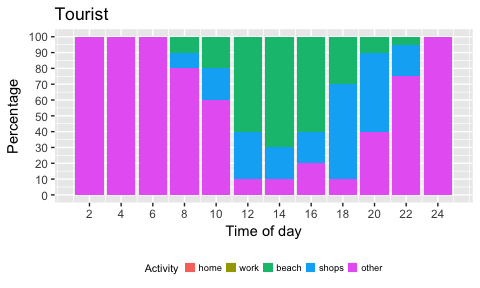 Tourist
100
90
80
70
60
50
40
30
20
10
0
Percentage
2 4 6 8 10 12 14 16 18 20 22 24
Time of day
Activity home work beach shops other